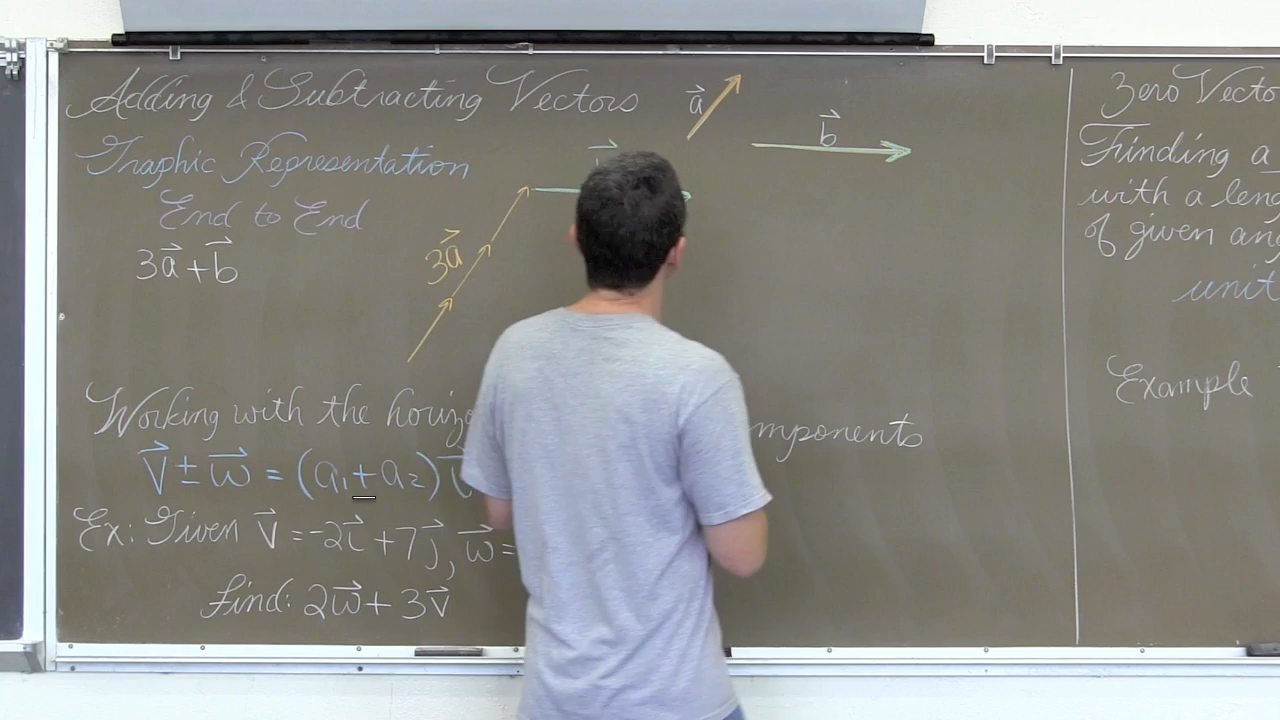 Adding & Subtracting Vectors
a⃗
b⃗
Graphic Representation
End to End
3a⃗ + b⃗
3a⃗
Working with the
mponents
v⃗ ± w⃗ = (a₁ ± a₂)
Ex: Given v⃗ = -2i⃗ + 7j⃗, w⃗ =
Find: 2w⃗ + 3v⃗
Zero Vecto
Finding a
with a leng
of given ang
unit
Example